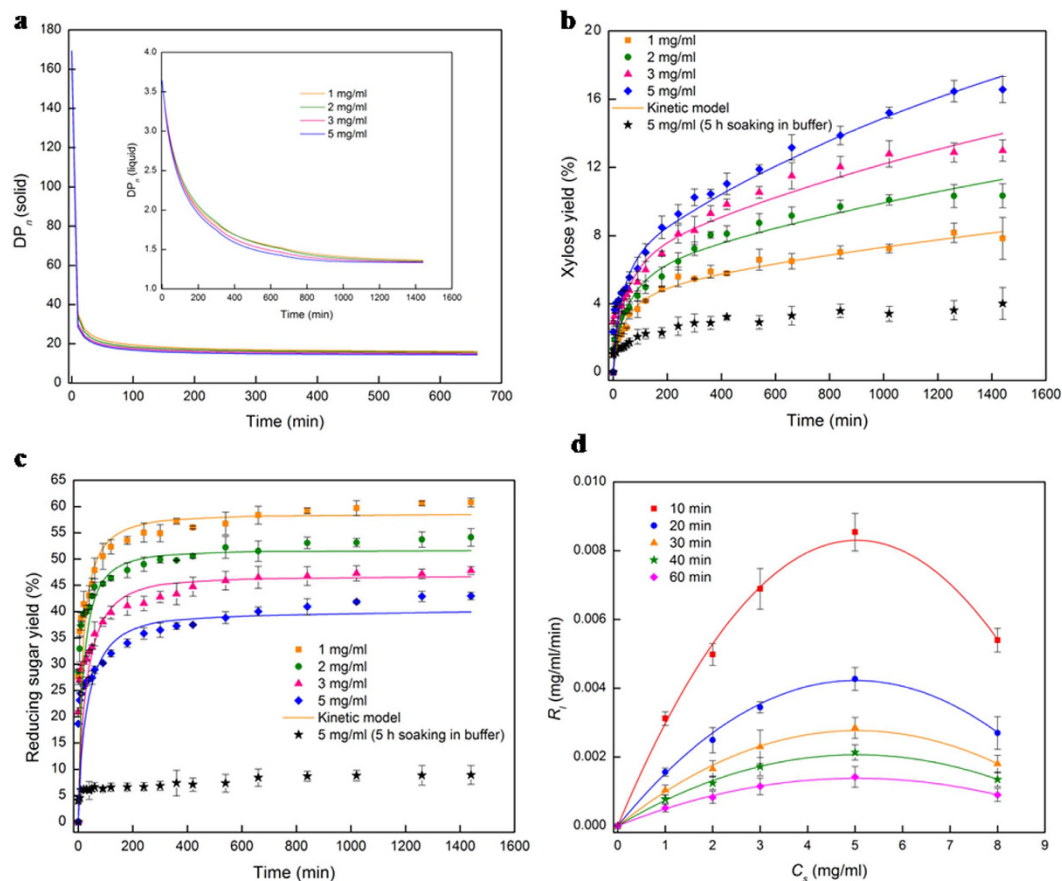 a
180
160
140
120
100
80
60
40
20
0
DPn (solid)
0 100 200 300 400 500 600 700
Time (min)
4.0
3.5
3.0
2.5
2.0
1.5
1.0
DPn (liquid)
1 mg/ml
2 mg/ml
3 mg/ml
5 mg/ml
0 200 400 600 800 1000 1200 1400 1600
Time (min)
b
20
16
12
8
4
0
Xylose yield (%)
1 mg/ml
2 mg/ml
3 mg/ml
5 mg/ml
Kinetic model
5 mg/ml (5 h soaking in buffer)
0 200 400 600 800 1000 1200 1400 1600
Time (min)
c
65
60
55
50
45
40
35
30
25
20
15
10
5
0
Reducing sugar yield (%)
1 mg/ml
2 mg/ml
3 mg/ml
5 mg/ml
Kinetic model
5 mg/ml (5 h soaking in buffer)
0 200 400 600 800 1000 1200 1400 1600
Time (min)
d
0.010
0.008
0.006
0.004
0.002
0.000
Rl (mg/ml/min)
10 min
20 min
30 min
40 min
60 min
0 1 2 3 4 5 6 7 8 9
Cs (mg/ml)